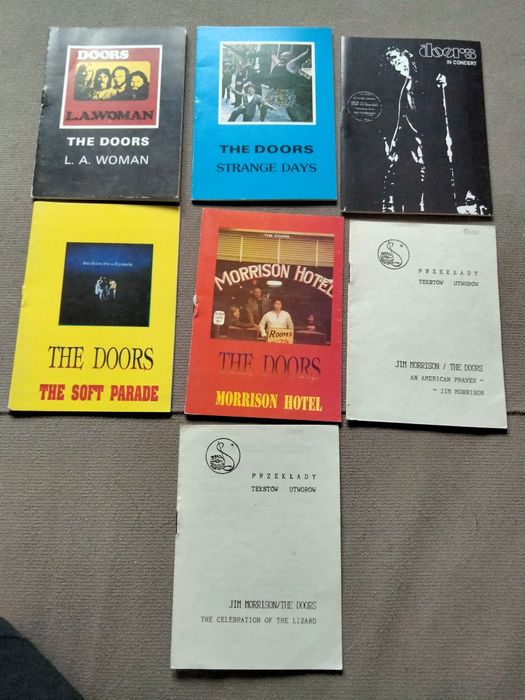 DOORS
L.A.WOMAN
THE DOORS
L. A. WOMAN
THE DOORS
STRANGE DAYS
the doors
IN CONCERT
the doors, the soft parade
THE DOORS
THE SOFT PARADE
THE DOORS
MORRISON HOTEL
ROOMS
THE DOORS
MORRISON HOTEL
PRZEKŁADY
TEKSTÓW UTWORÓW
JIM MORRISON / THE DOORS
AN AMERICAN PRAYER -
- JIM MORRISON
PRZEKŁADY
TEKSTÓW UTWORÓW
JIM MORRISON/THE DOORS
THE CELEBRATION OF THE LIZARD